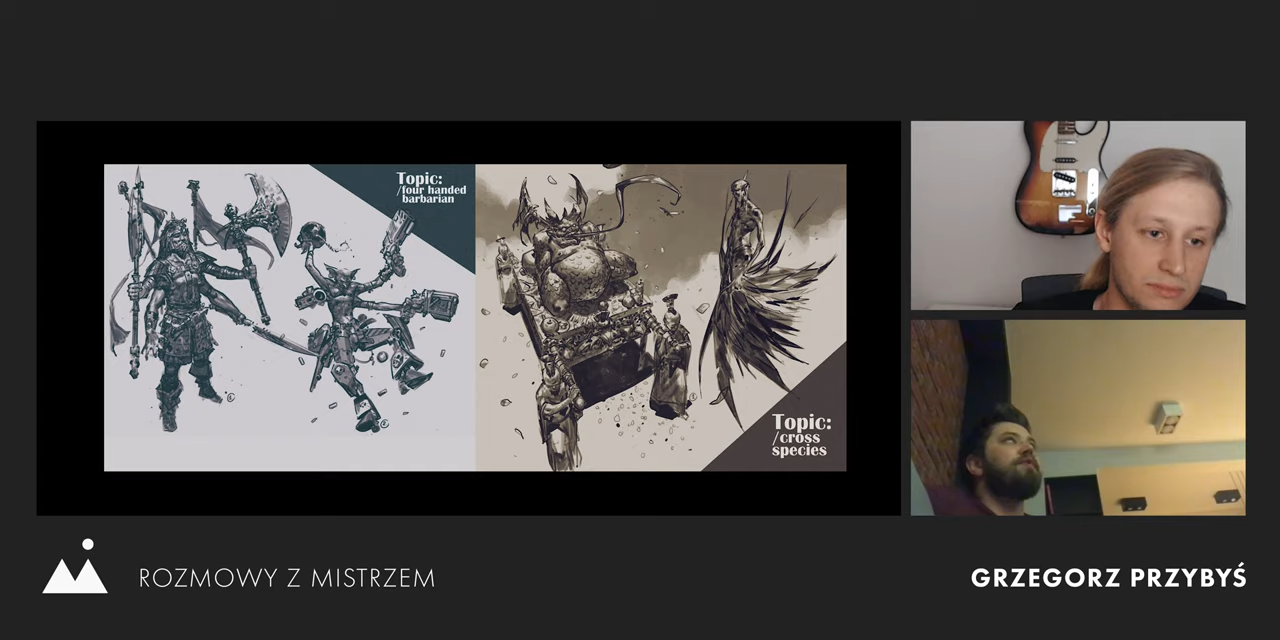 Topic:
/four handed
barbarian
Topic:
/cross
species
ROZMOWY Z MISTRZEM
GRZEGORZ PRZYBYŚ